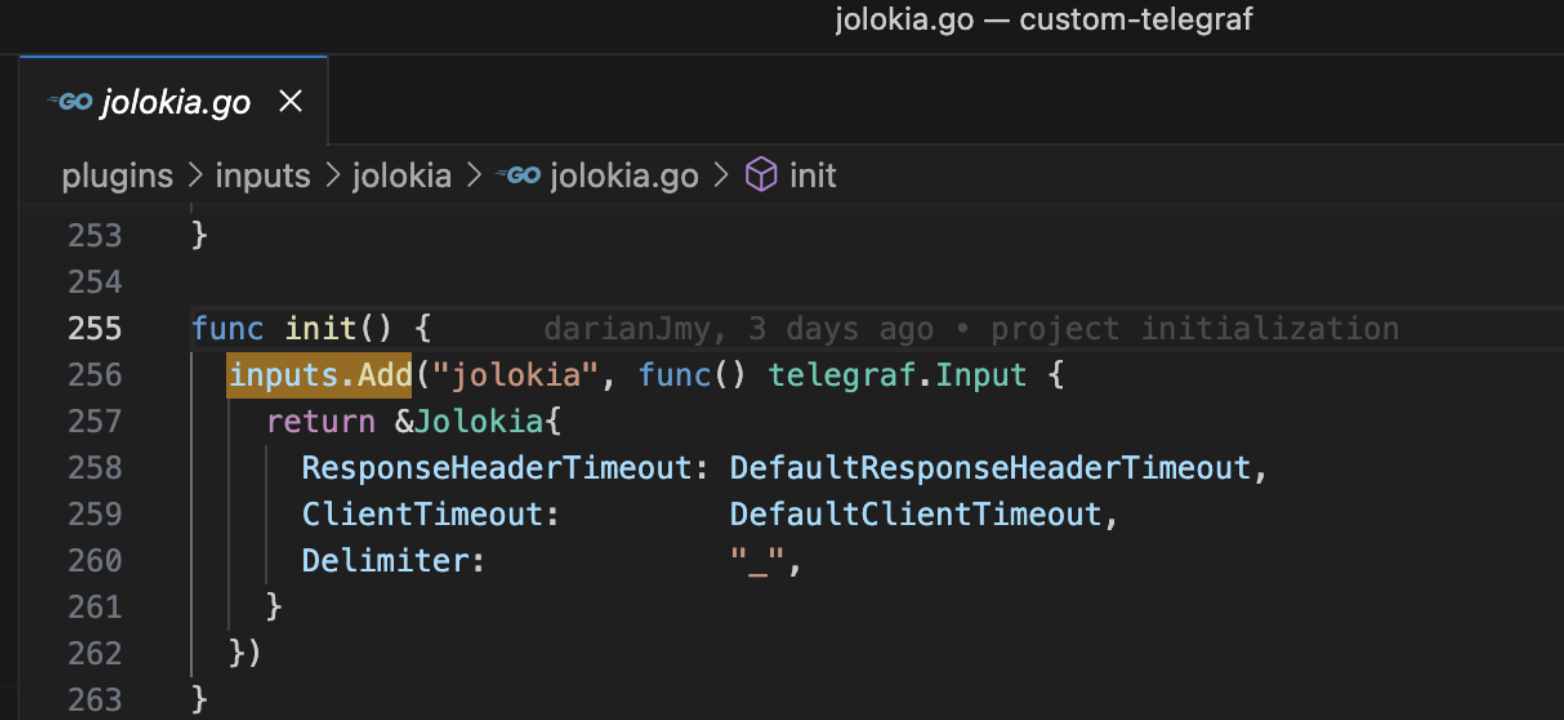 jolokia.go — custom-telegraf
GO jolokia.go
plugins > inputs > jolokia > GO jolokia.go > init
253 }
254
255 func init() { darianJmy, 3 days ago • project initialization
256 inputs.Add("jolokia", func() telegraf.Input {
257 return &Jolokia{
258 ResponseHeaderTimeout: DefaultResponseHeaderTimeout,
259 ClientTimeout: DefaultClientTimeout,
260 Delimiter: "_",
261 }
262 })
263 }